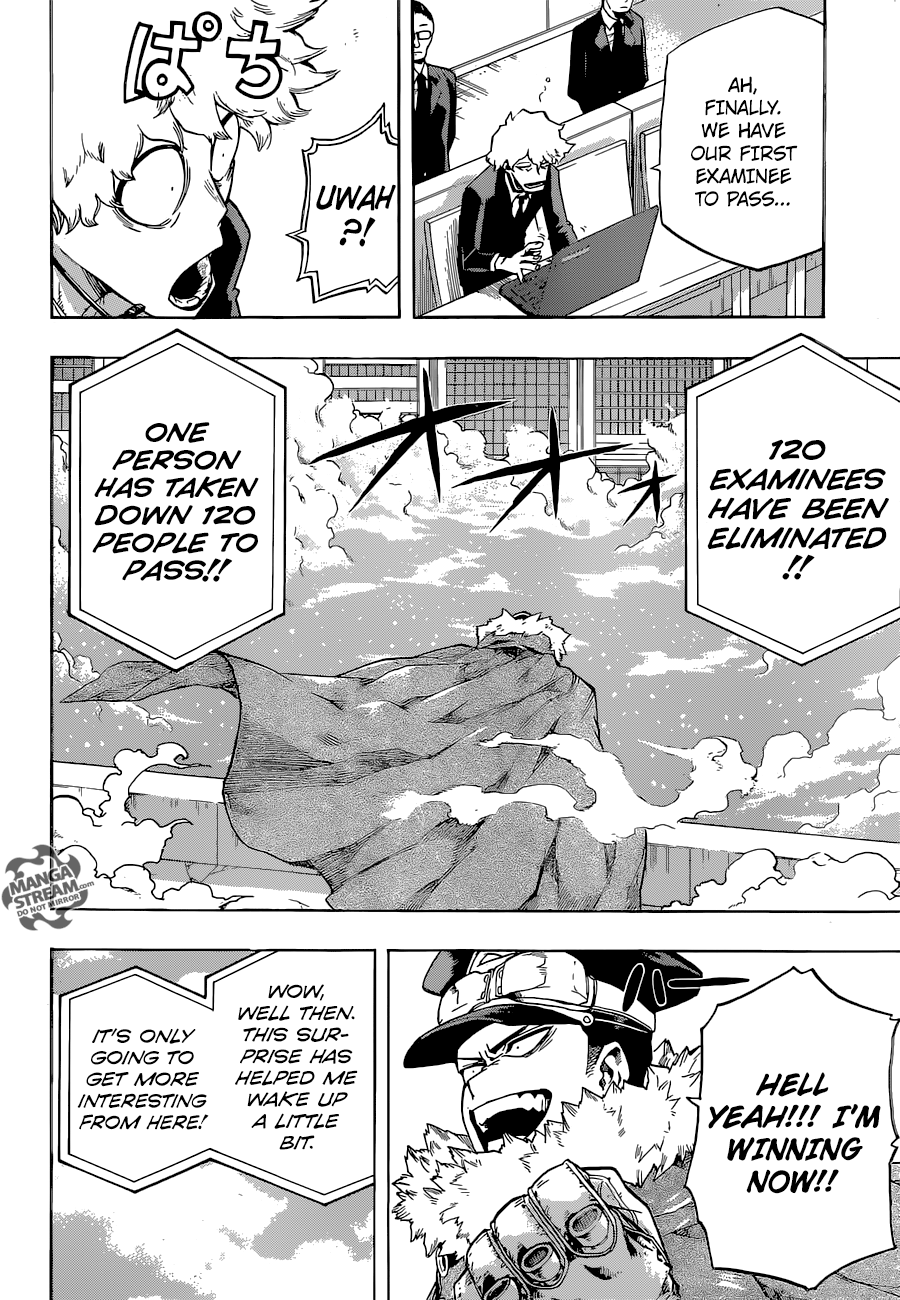 AH,
FINALLY.
WE HAVE
OUR FIRST
EXAMINEE
TO PASS...
ぱち
UWAH
?!
120
EXAMINEES
HAVE BEEN
ELIMINATED
!!
ONE
PERSON
HAS TAKEN
DOWN 120
PEOPLE TO
PASS!!
HELL
YEAH!!! I'M
WINNING
NOW!!
WOW,
WELL THEN.
THIS SUR-
PRISE HAS
HELPED ME
WAKE UP
A LITTLE
BIT.
IT'S ONLY
GOING TO
GET MORE
INTERESTING
FROM HERE!
MANGA
STREAM.com
DO NOT MIRROR